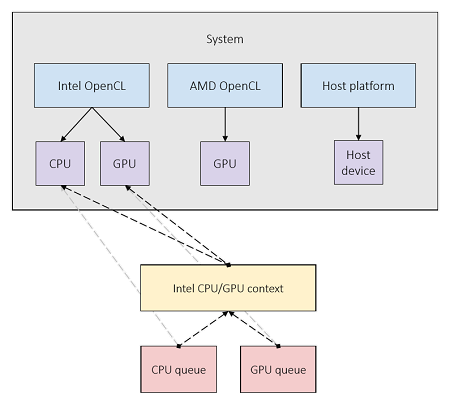 System
Intel OpenCL
AMD OpenCL
Host platform
CPU
GPU
GPU
Host
device
Intel CPU/GPU context
CPU queue
GPU queue